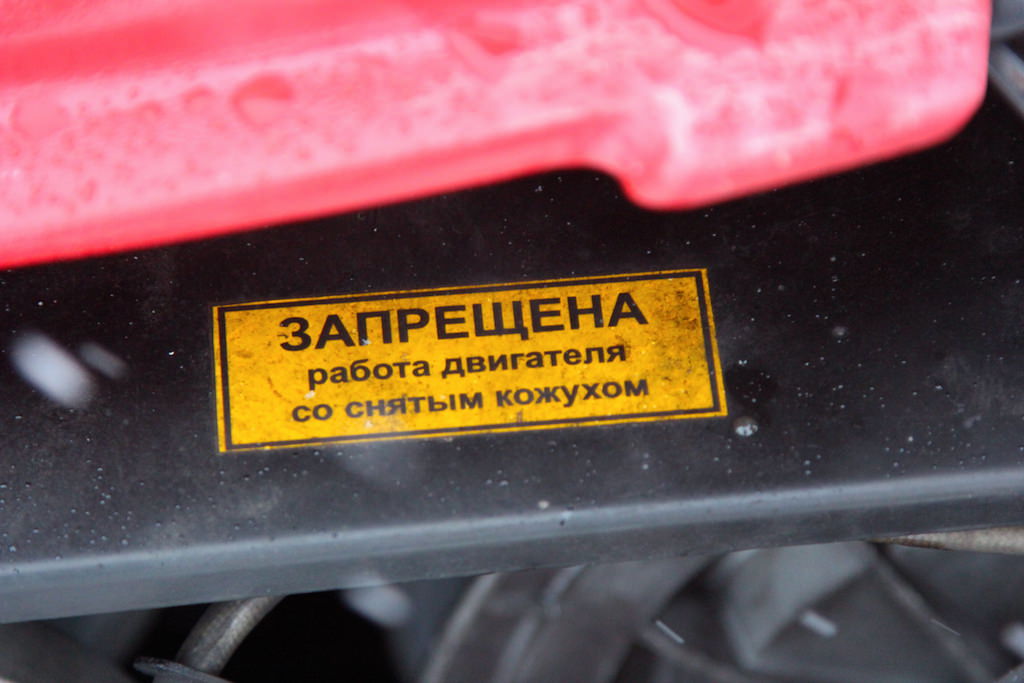 ЗАПРЕЩЕНА
работа двигателя
со снятым кожухом